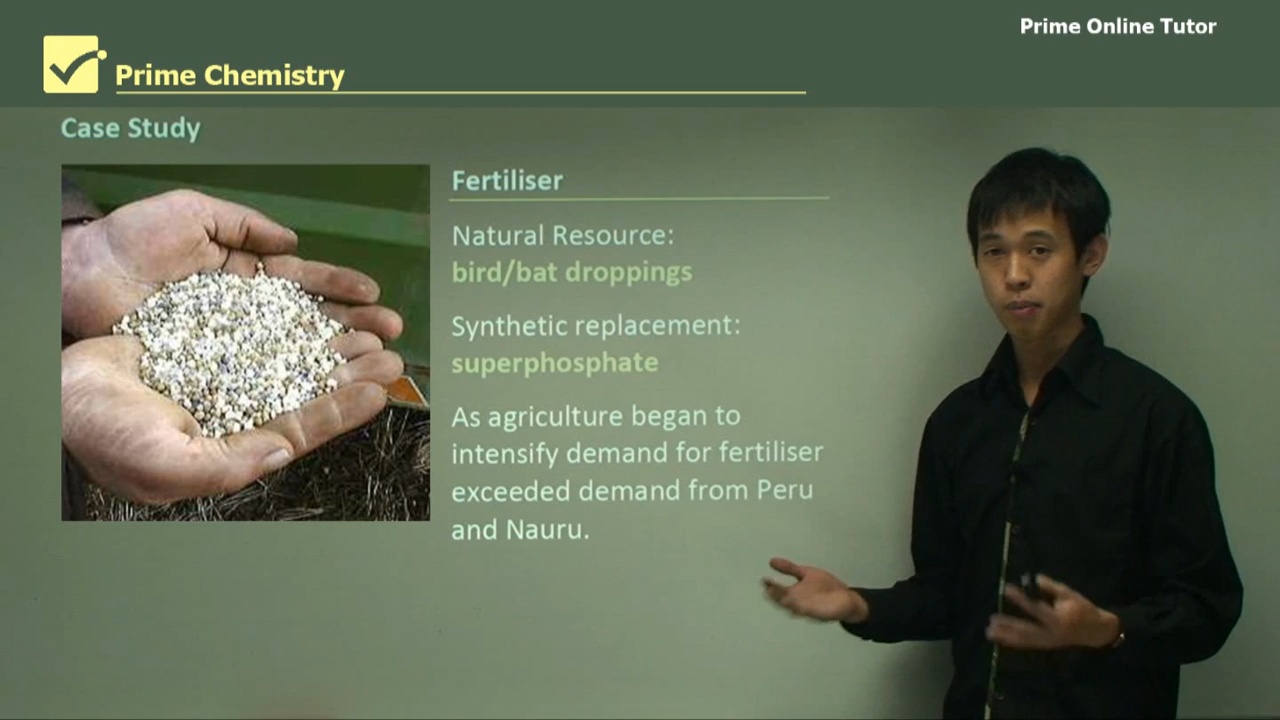 Prime Online Tutor
Prime Chemistry
Case Study
Fertiliser
Natural Resource:
bird/bat droppings
Synthetic replacement:
superphosphate
As agriculture began to
intensify demand for fertiliser
exceeded demand from Peru
and Nauru.